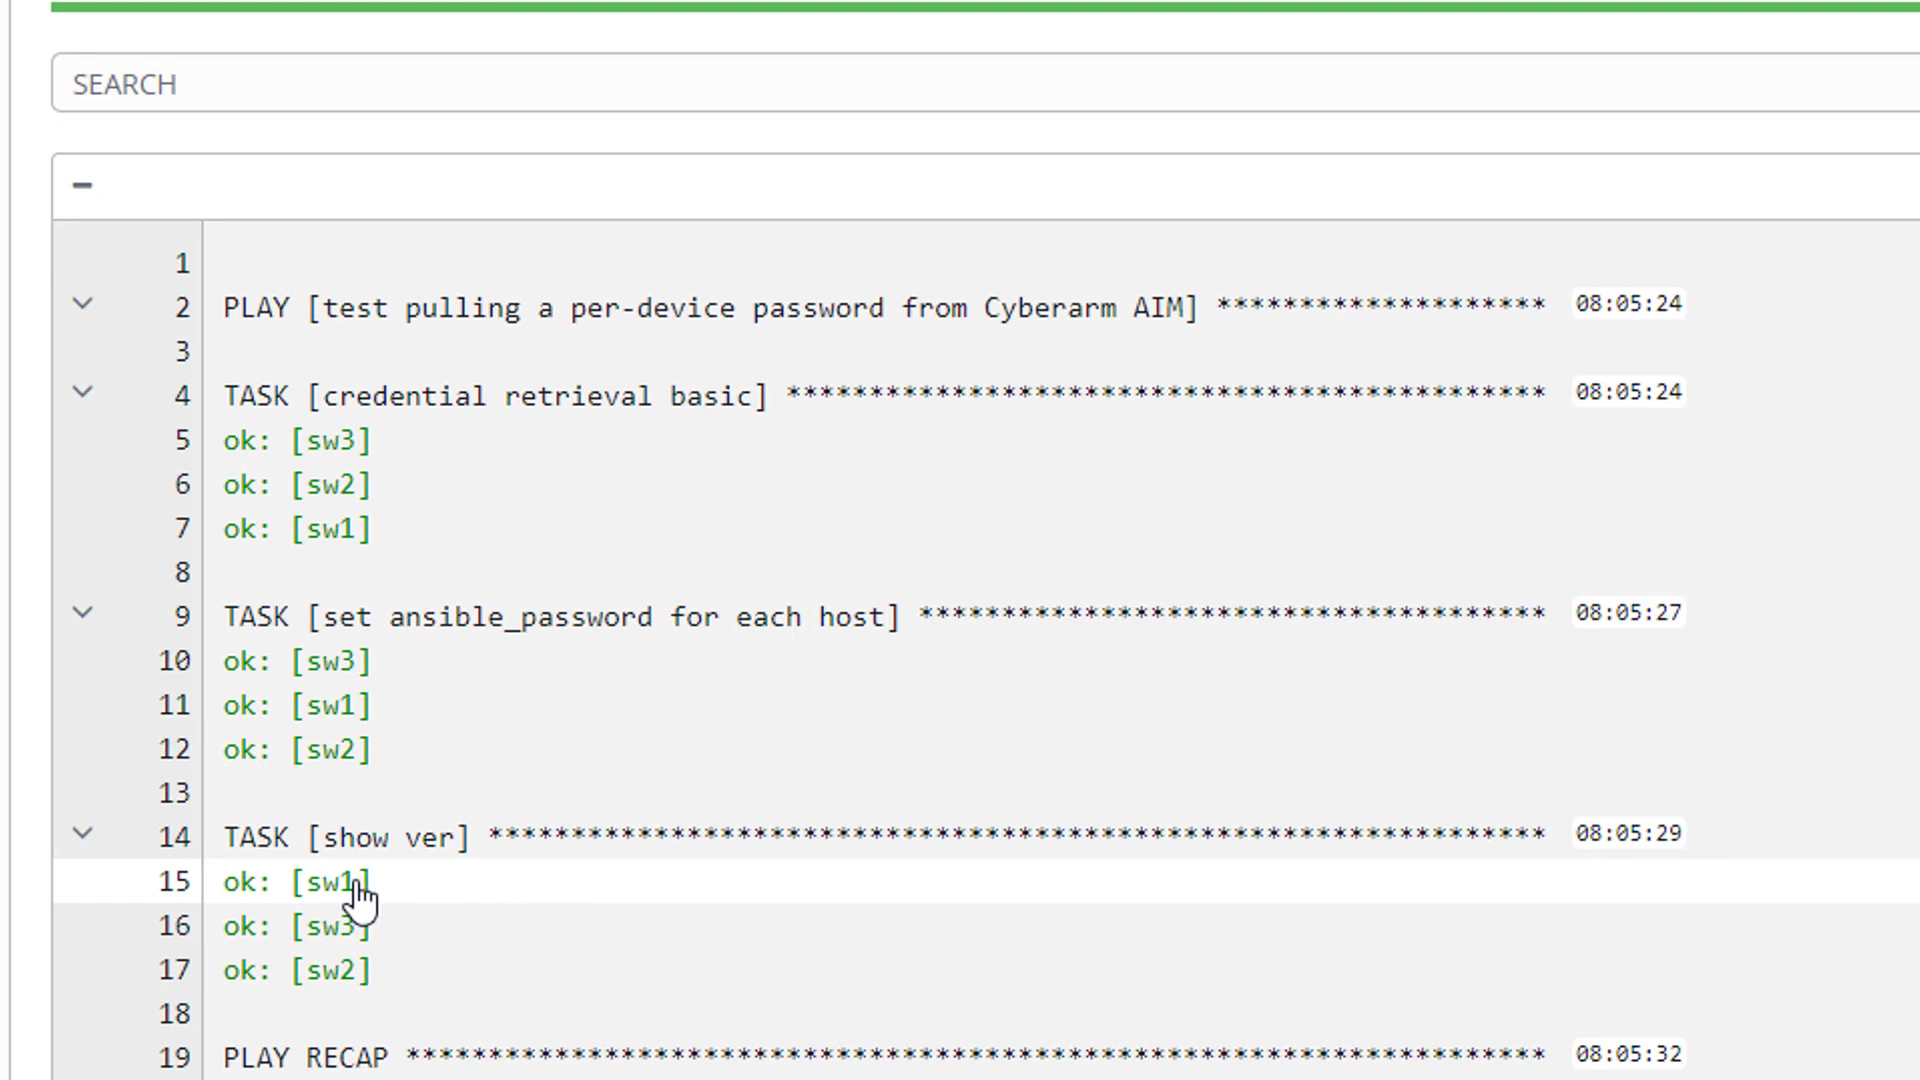 SEARCH
1
2 PLAY [test pulling a per-device password from Cyberarm AIM] ******************** 08:05:24
3
4 TASK [credential retrieval basic] ********************************************** 08:05:24
5 ok: [sw3]
6 ok: [sw2]
7 ok: [sw1]
8
9 TASK [set ansible_password for each host] ************************************** 08:05:27
10 ok: [sw3]
11 ok: [sw1]
12 ok: [sw2]
13
14 TASK [show ver] **************************************************************** 08:05:29
15 ok: [sw1]
16 ok: [sw3]
17 ok: [sw2]
18
19 PLAY RECAP ********************************************************************* 08:05:32